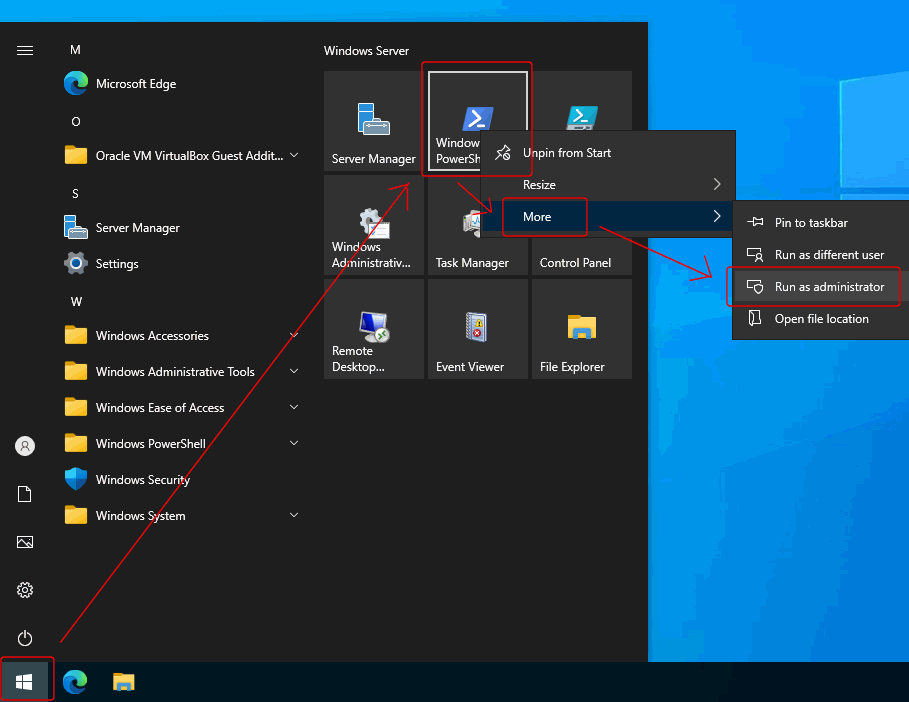 M
Microsoft Edge
O
Oracle VM VirtualBox Guest Addit...
S
Server Manager
Settings
W
Windows Accessories
Windows Administrative Tools
Windows Ease of Access
Windows PowerShell
Windows Security
Windows System
Windows Server
Server Manager
Window
PowerSh
Windows
Administrativ...
Task Manager
Control Panel
Remote
Desktop...
Event Viewer
File Explorer
Unpin from Start
Resize
More
Pin to taskbar
Run as different user
Run as administrator
Open file location